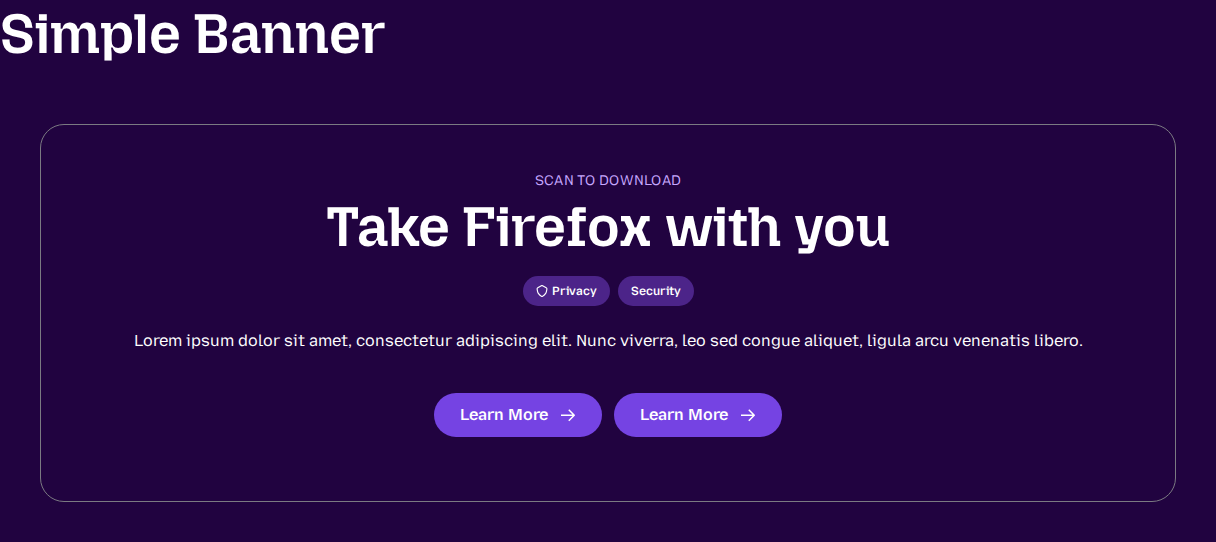 Simple Banner
SCAN TO DOWNLOAD
Take Firefox with you
Privacy Security
Lorem ipsum dolor sit amet, consectetur adipiscing elit. Nunc viverra, leo sed congue aliquet, ligula arcu venenatis libero.
Learn More Learn More